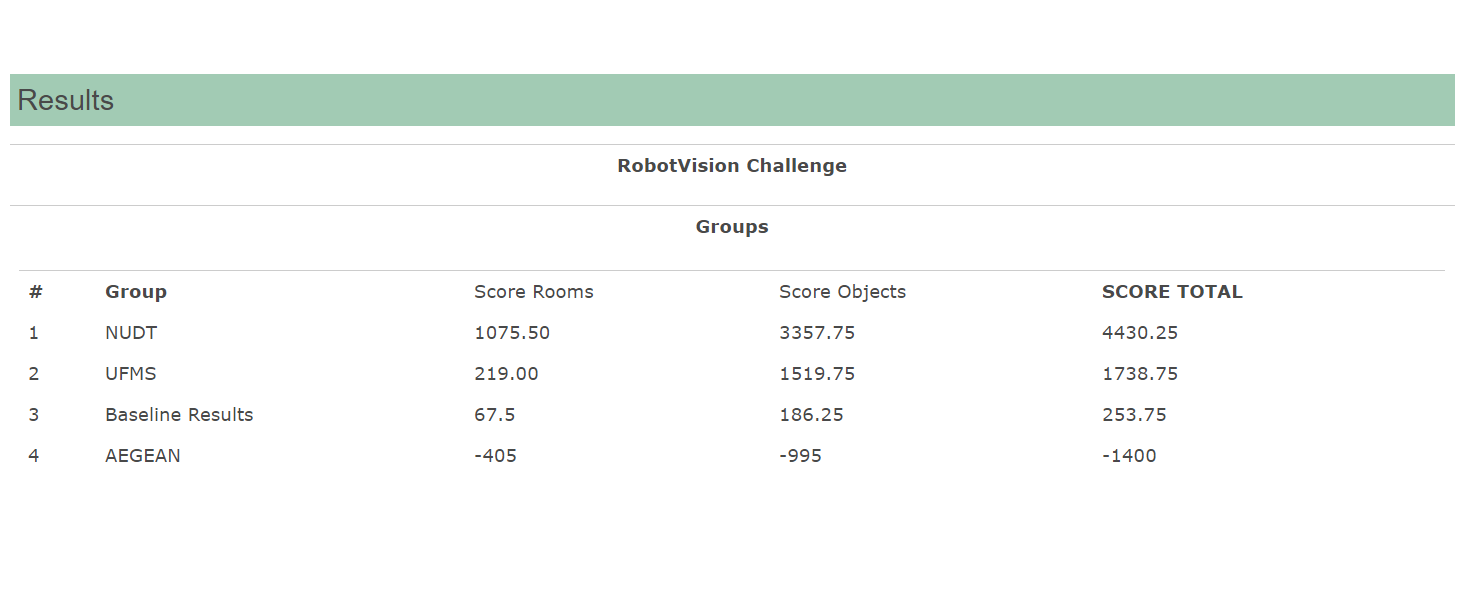 Results
RobotVision Challenge
Groups
# Group Score Rooms Score Objects SCORE TOTAL
1 NUDT 1075.50 3357.75 4430.25
2 UFMS 219.00 1519.75 1738.75
3 Baseline Results 67.5 186.25 253.75
4 AEGEAN -405 -995 -1400